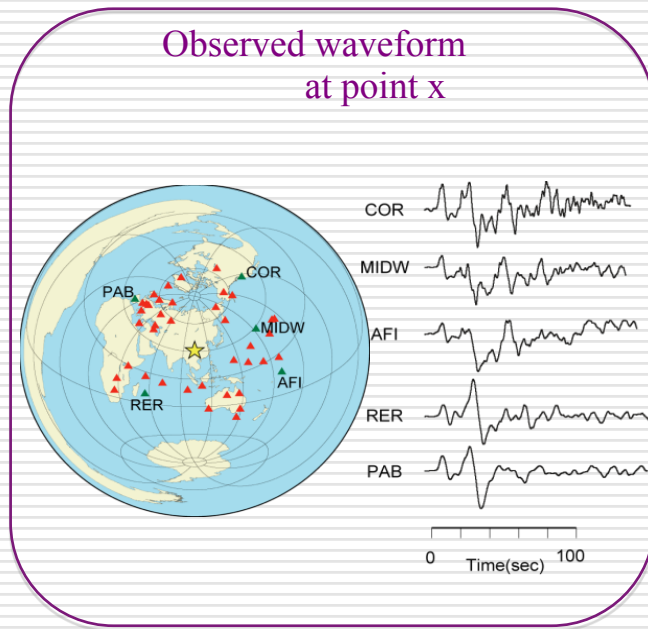 Observed waveform
at point x
COR
PAB
MIDW
AFI
RER
COR
MIDW
AFI
RER
PAB
0
100
Time(sec)